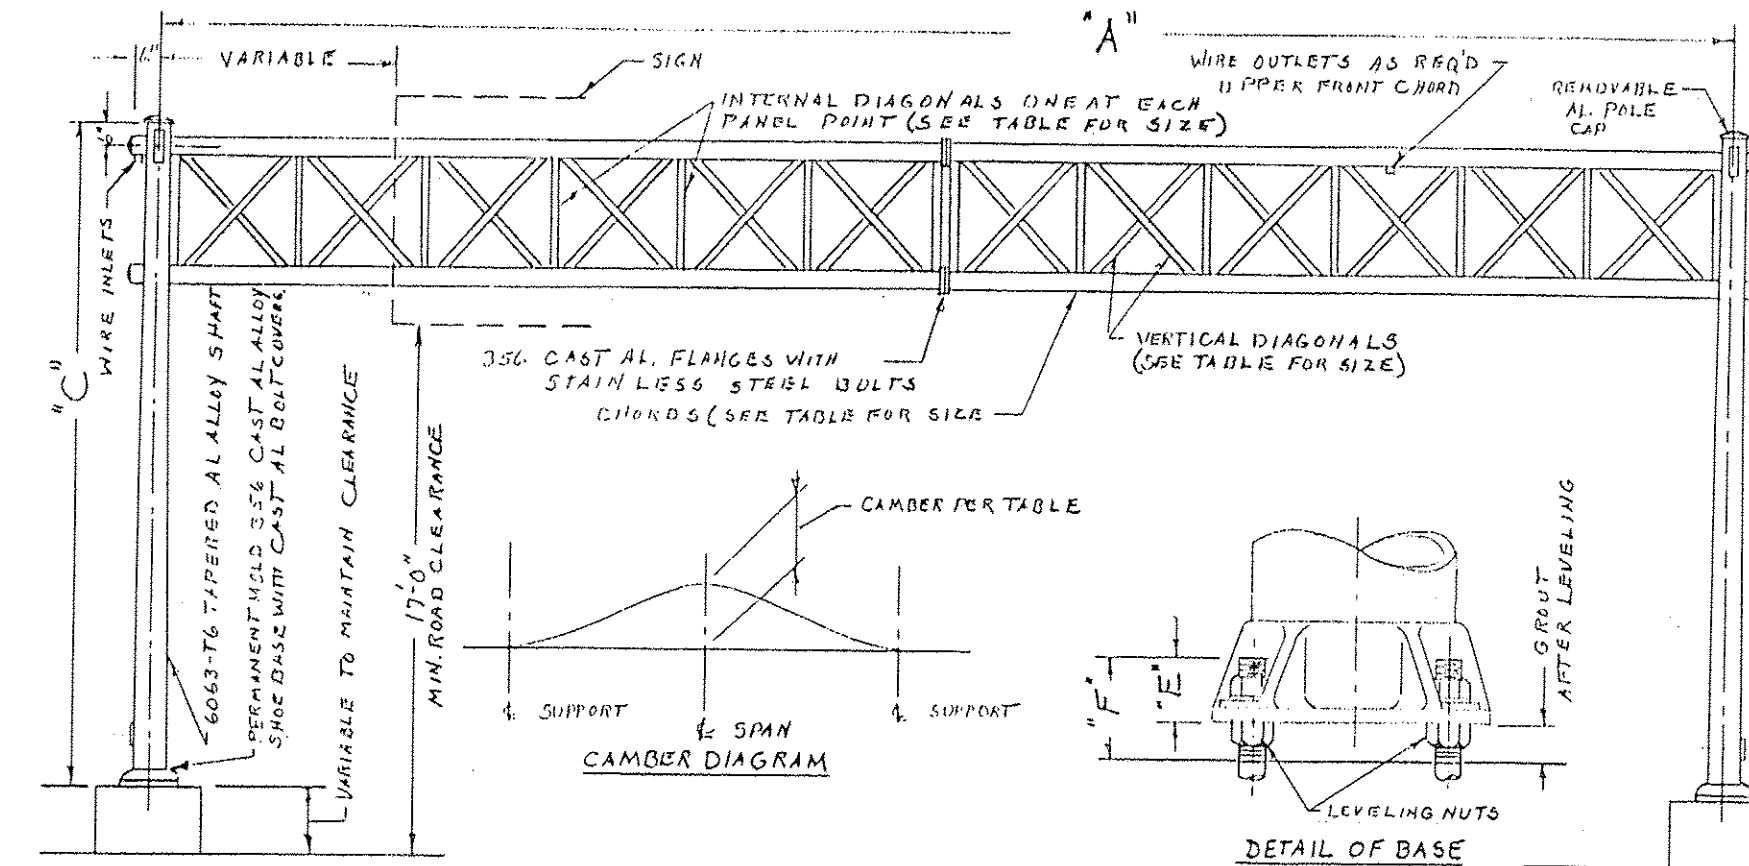 "A"
6"
VARIABLE
SIGN
WIRE OUTLETS AS REQ'D
UPPER FRONT CHORD
REMOVABLE
AL. POLE
CAP
INTERNAL DIAGONALS ONE AT EACH
PANEL POINT (SEE TABLE FOR SIZE)
6"
WIRE INLETS
"C"
6063-T6 TAPERED AL ALLOY SHAFT
PERMANENT MOLD 356 CAST AL ALLOY
SHOE BASE WITH CAST AL BOLT COVERS
VARIABLE TO MAINTAIN CLEARANCE
17'-0"
MIN. ROAD CLEARANCE
356 CAST AL. FLANGES WITH
STAINLESS STEEL BOLTS
CHORDS (SEE TABLE FOR SIZE
VERTICAL DIAGONALS
(SEE TABLE FOR SIZE)
CAMBER PER TABLE
℄ SUPPORT
℄ SPAN
℄ SUPPORT
CAMBER DIAGRAM
"F"
"E"
GROUT
AFTER LEVELING
LEVELING NUTS
DETAIL OF BASE